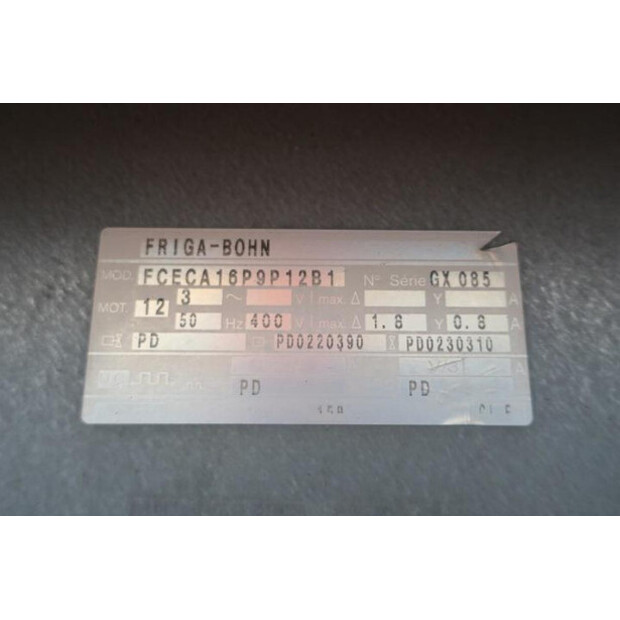 FRIGA-BOHN
MOD. FCECA16P9P12B1 N° Série GX 085
MOT. 12 3 ~ V I max. Δ Y A
50 Hz 400 V I max. Δ 1.8 Y 0.8 A
PD PD0220390 PD0230310
A
PD PD